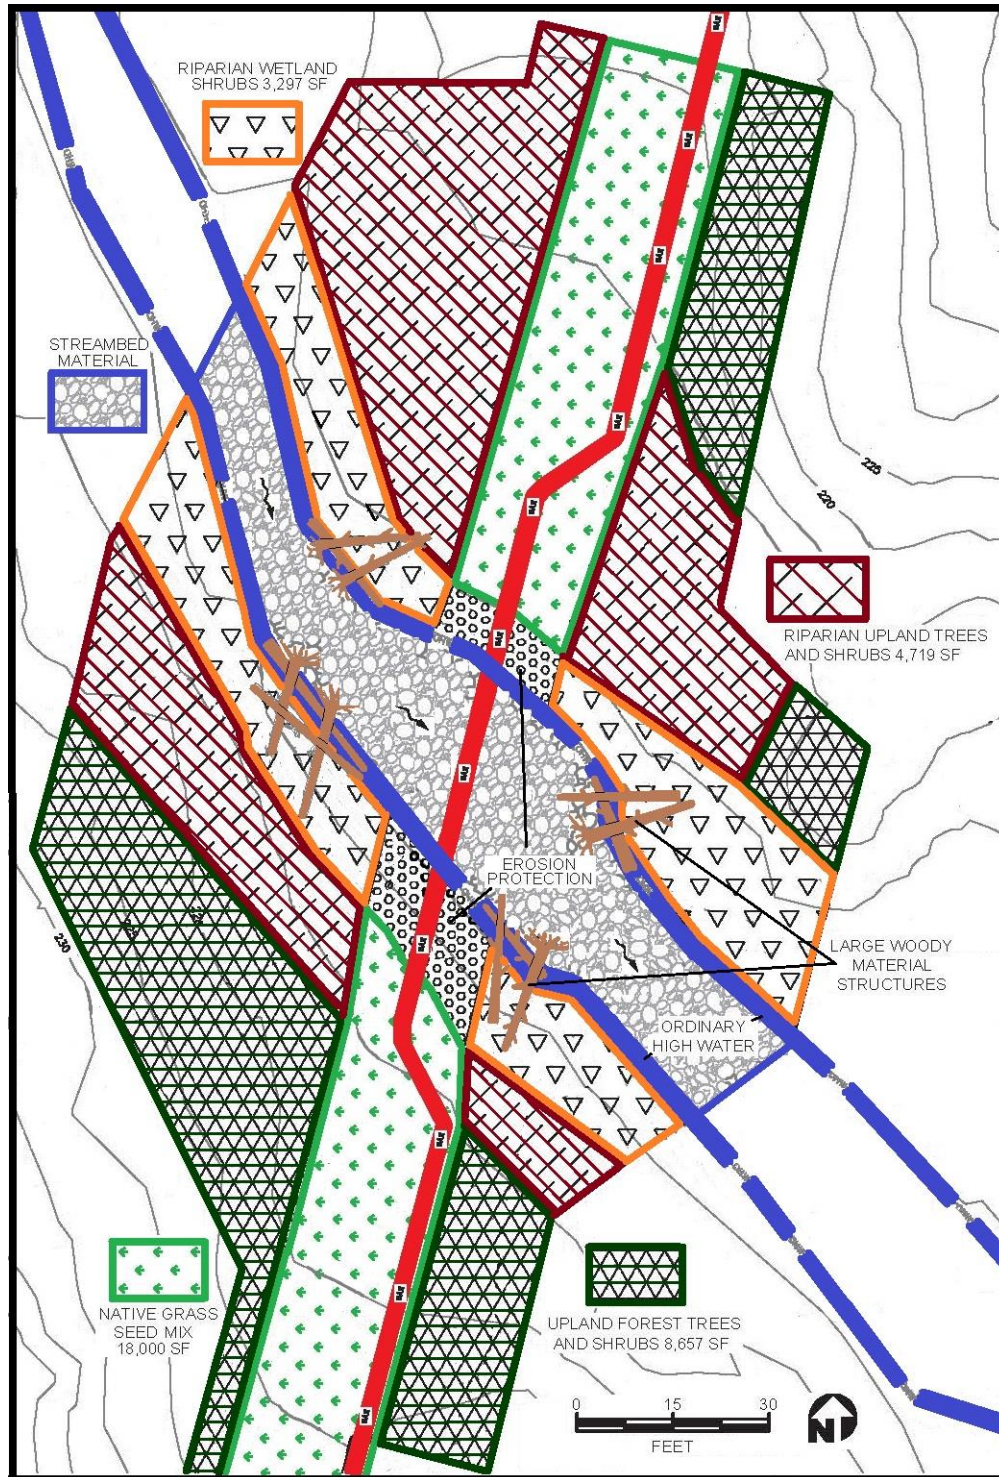 RIPARIAN WETLAND
SHRUBS 3,297 SF
STREAMBED
MATERIAL
225
220
RIPARIAN UPLAND TREES
AND SHRUBS 4,719 SF
EROSION
PROTECTION
230
225
LARGE WOODY
MATERIAL
STRUCTURES
ORDINARY
HIGH WATER
NATIVE GRASS
SEED MIX
18,000 SF
UPLAND FOREST TREES
AND SHRUBS 8,657 SF
0 15 30
FEET
N